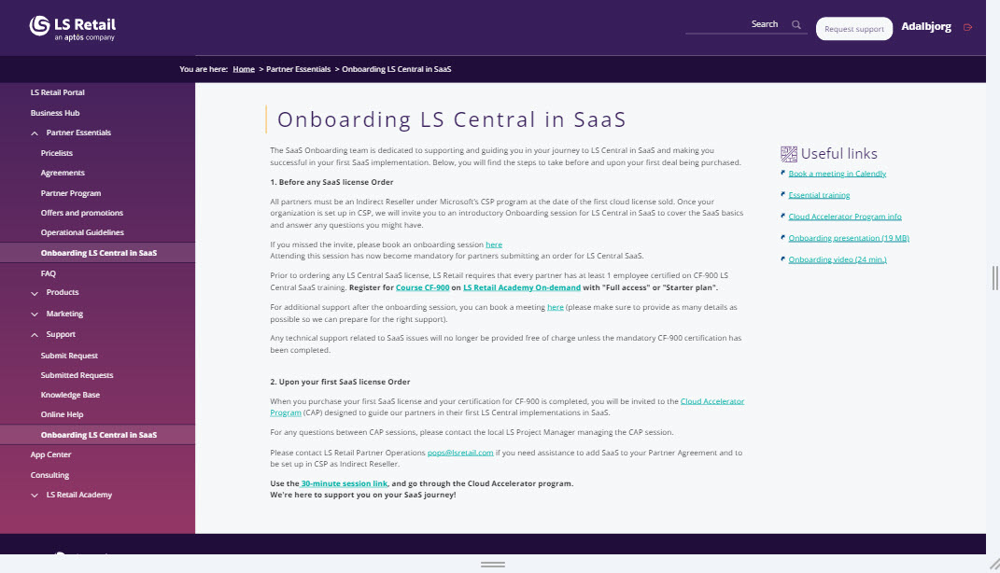 LS Retail
an aptos company
Search
Request support
Adalbjorg
You are here: Home > Partner Essentials > Onboarding LS Central in SaaS
LS Retail Portal
Business Hub
Partner Essentials
Pricelists
Agreements
Partner Program
Offers and promotions
Operational Guidelines
Onboarding LS Central in SaaS
FAQ
Products
Marketing
Support
Submit Request
Submitted Requests
Knowledge Base
Online Help
Onboarding LS Central in SaaS
App Center
Consulting
LS Retail Academy
Onboarding LS Central in SaaS
The SaaS Onboarding team is dedicated to supporting and guiding you in your journey to LS Central in SaaS and making you
successful in your first SaaS implementation. Below, you will find the steps to take before and upon your first deal being purchased.
1. Before any SaaS license Order
All partners must be an Indirect Reseller under Microsoft's CSP program at the date of the first cloud license sold. Once your
organization is set up in CSP, we will invite you to an introductory Onboarding session for LS Central in SaaS to cover the SaaS basics
and answer any questions you might have.
If you missed the invite, please book an onboarding session here
Attending this session has now become mandatory for partners submitting an order for LS Central SaaS.
Prior to ordering any LS Central SaaS license, LS Retail requires that every partner has at least 1 employee certified on CF-900 LS
Central SaaS training. Register for Course CF-900 on LS Retail Academy On-demand with "Full access" or "Starter plan".
For additional support after the onboarding session, you can book a meeting here (please make sure to provide as many details as
possible so we can prepare for the right support).
Any technical support related to SaaS issues will no longer be provided free of charge unless the mandatory CF-900 certification has
been completed.
2. Upon your first SaaS license Order
When you purchase your first SaaS license and your certification for CF-900 is completed, you will be invited to the Cloud Accelerator
Program (CAP) designed to guide our partners in their first LS Central implementations in SaaS.
For any questions between CAP sessions, please contact the local LS Project Manager managing the CAP session.
Please contact LS Retail Partner Operations pops@lsretail.com if you need assistance to add SaaS to your Partner Agreement and to
be set up in CSP as Indirect Reseller.
Use the 30-minute session link, and go through the Cloud Accelerator program.
We're here to support you on your SaaS journey!
Useful links
Book a meeting in Calendly
Essential training
Cloud Accelerator Program info
Onboarding presentation (19 MB)
Onboarding video (24 min.)